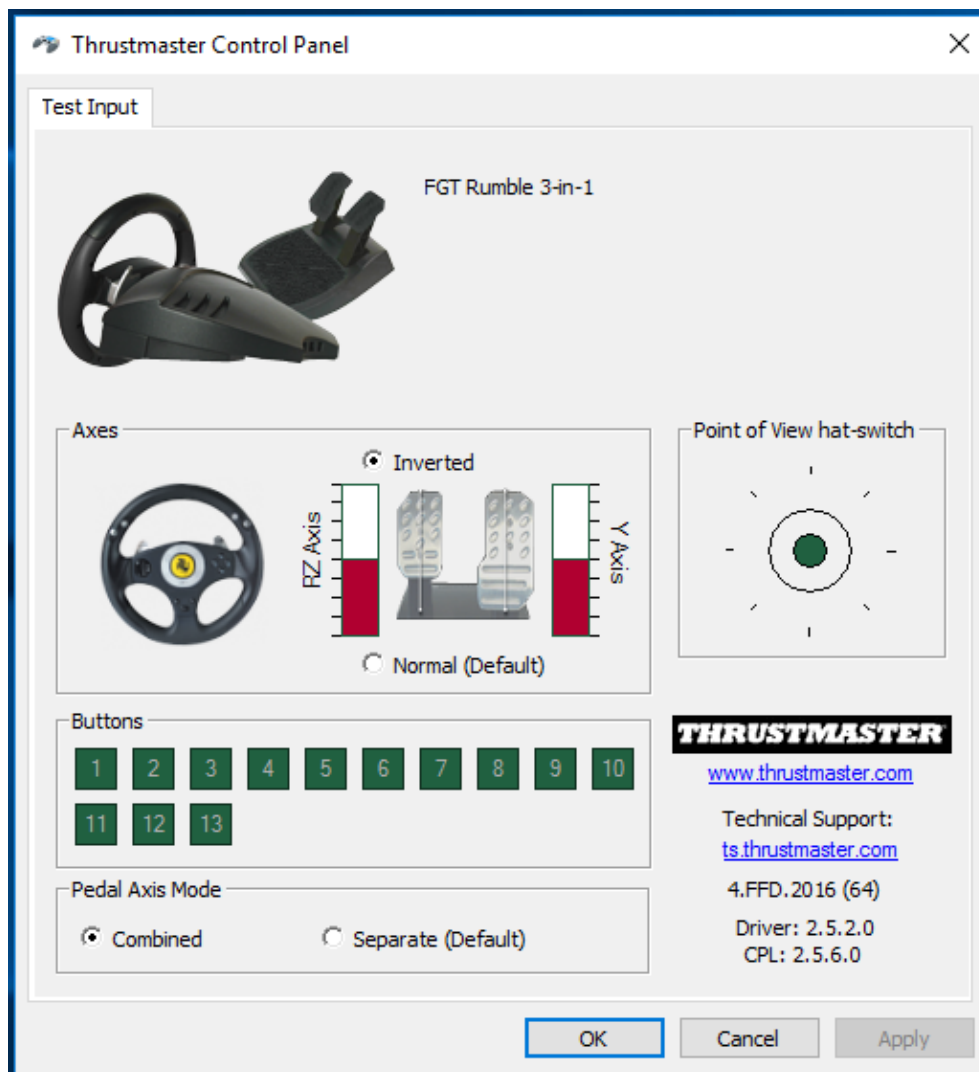 Thrustmaster Control Panel
Test Input
FGT Rumble 3-in-1
Axes
Inverted
RZ Axis
Y Axis
Normal (Default)
Point of View hat-switch
Buttons
1 2 3 4 5 6 7 8 9 10
11 12 13
Pedal Axis Mode
Combined Separate (Default)
THRUSTMASTER
www.thrustmaster.com
Technical Support:
ts.thrustmaster.com
4.FFD.2016 (64)
Driver: 2.5.2.0
CPL: 2.5.6.0
OK Cancel Apply